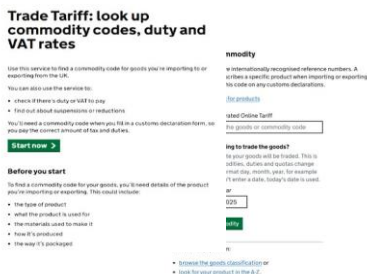 Trade Tariff: look up
commodity codes, duty and
VAT rates
Use this service to find a commodity code for goods you're importing to or
exporting from the UK.
You can also use the service to:
• check if there's duty or VAT to pay
• find out about suspensions or reductions
You'll need a commodity code when you fill in a customs declaration form, so
you pay the correct amount of tax and duties.
Start now >
Before you start
To find a commodity code for your goods, you'll need details of the product
you're importing or exporting. This could include:
• the type of product
• what the product is used for
• the materials used to make it
• how it's produced
• the way it's packaged
mmodity
internationally recognised reference numbers. A
scribes a specific product when importing or exporting
his code on any customs declarations.
for products
rated Online Tariff
the goods or commodity code
ing to trade the goods?
your goods will be traded. This is
odities, duties and quotas change
rmat day, month, year, for example
't enter a date, today's date is used.
ar
025
odity
n:
• browse the goods classification or
• look for your product in the A-Z.